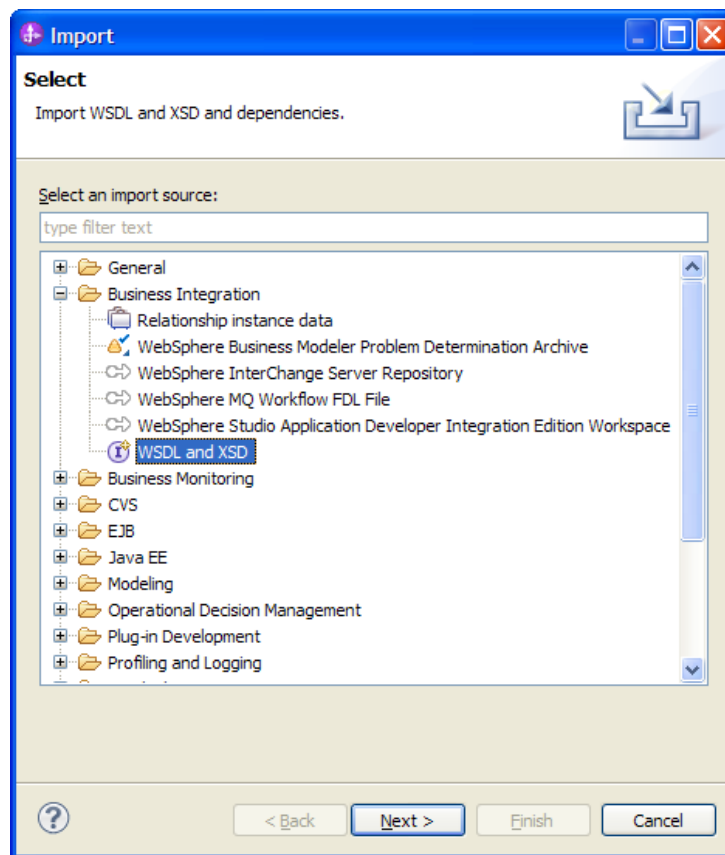 Import
Select
Import WSDL and XSD and dependencies.
Select an import source:
type filter text
General
Business Integration
Relationship instance data
WebSphere Business Modeler Problem Determination Archive
WebSphere InterChange Server Repository
WebSphere MQ Workflow FDL File
WebSphere Studio Application Developer Integration Edition Workspace
WSDL and XSD
Business Monitoring
CVS
EJB
Java EE
Modeling
Operational Decision Management
Plug-in Development
Profiling and Logging
< Back Next > Finish Cancel